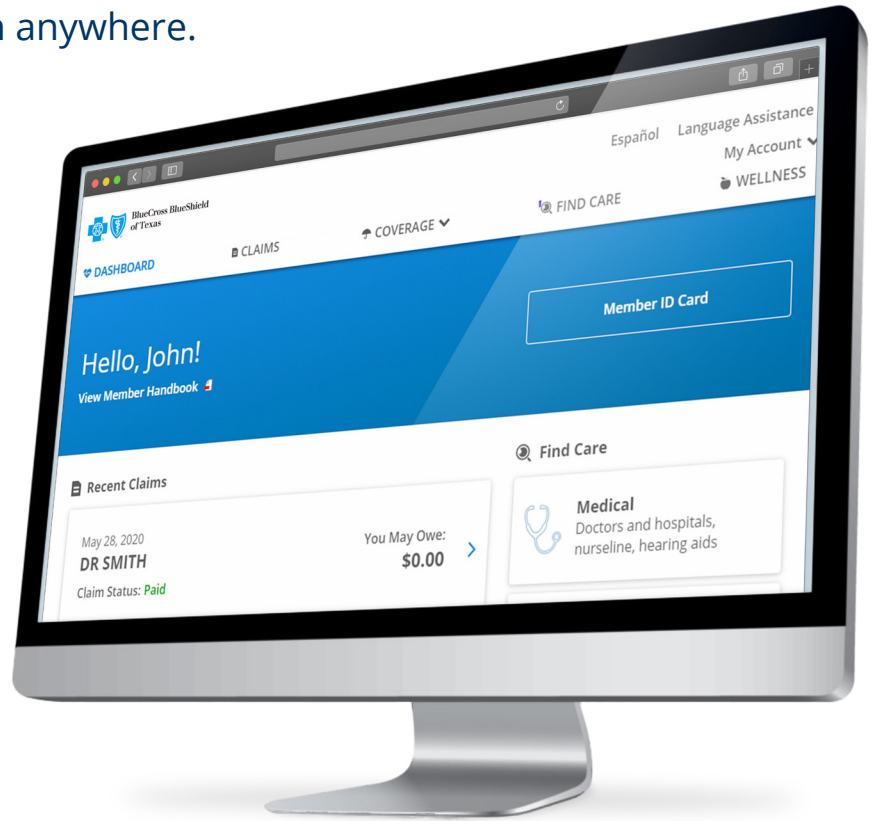 anywhere.
Español Language Assistance
My Account
BlueCross BlueShield
of Texas
DASHBOARD
CLAIMS
COVERAGE
FIND CARE
WELLNESS
Hello, John!
View Member Handbook
Member ID Card
Recent Claims
May 28, 2020
DR SMITH
Claim Status: Paid
You May Owe:
$0.00
Find Care
Medical
Doctors and hospitals,
nurseline, hearing aids